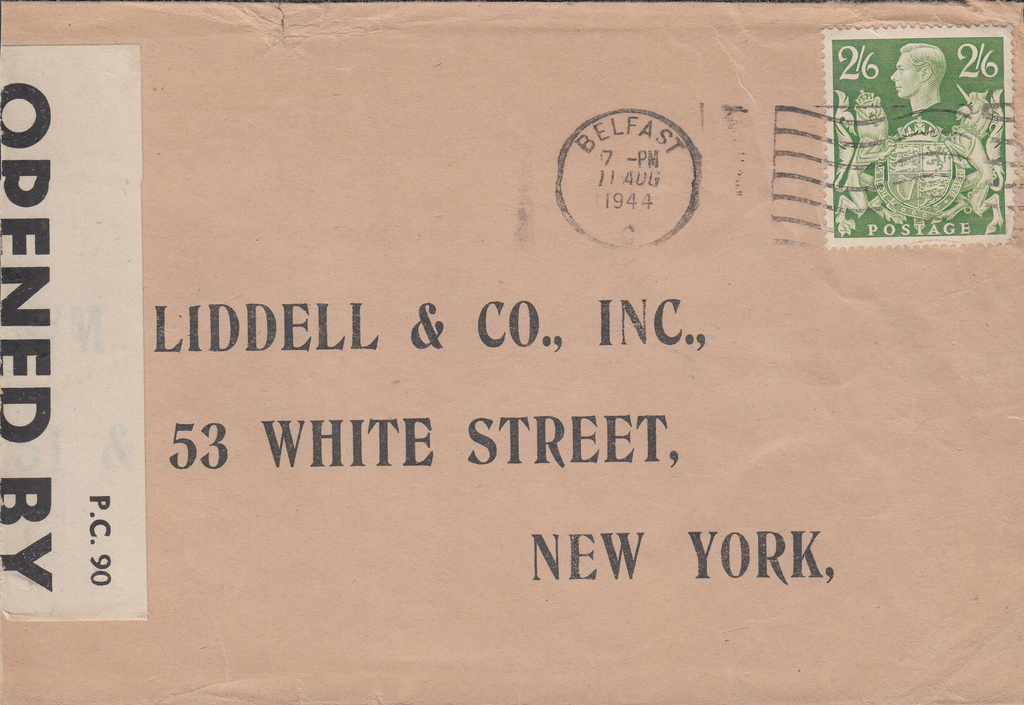 OPENED BY
P.C. 90
2/6 2/6
POSTAGE
BELFAST
7 -PM
11 AUG
1944
LIDDELL & CO., INC.,
53 WHITE STREET,
NEW YORK,